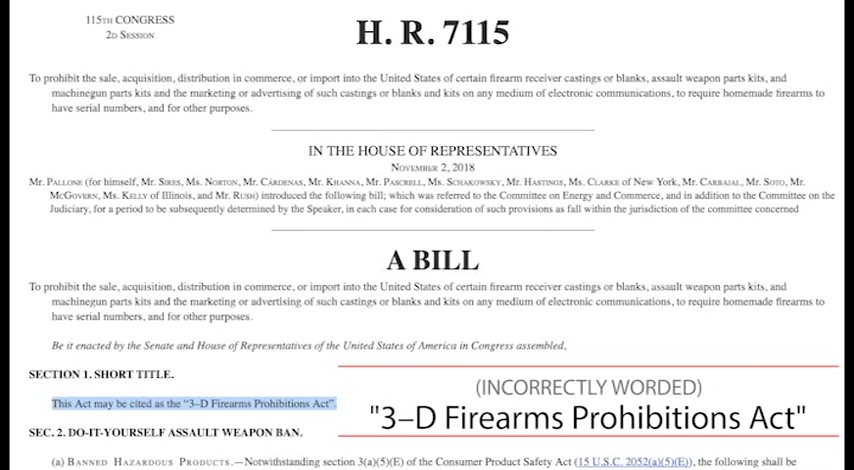 115TH CONGRESS
2D SESSION
H. R. 7115
To prohibit the sale, acquisition, distribution in commerce, or import into the United States of certain firearm receiver castings or blanks, assault weapon parts kits, and
machinegun parts kits and the marketing or advertising of such castings or blanks and kits on any medium of electronic communications, to require homemade firearms to
have serial numbers, and for other purposes.
IN THE HOUSE OF REPRESENTATIVES
NOVEMBER 2, 2018
Mr. PALLONE (for himself, Mr. SIRES, Ms. NORTON, Mr. CÁRDENAS, Mr. KHANNA, Mr. PASCRELL, Ms. SCHAKOWSKY, Mr. HASTINGS, Ms. CLARKE of New York, Mr. CARBAJAL, Mr. SOTO, Mr.
MCGOVERN, Ms. KELLY of Illinois, and Mr. RUSH) introduced the following bill; which was referred to the Committee on Energy and Commerce, and in addition to the Committee on the
Judiciary, for a period to be subsequently determined by the Speaker, in each case for consideration of such provisions as fall within the jurisdiction of the committee concerned
A BILL
To prohibit the sale, acquisition, distribution in commerce, or import into the United States of certain firearm receiver castings or blanks, assault weapon parts kits, and
machinegun parts kits and the marketing or advertising of such castings or blanks and kits on any medium of electronic communications, to require homemade firearms to
have serial numbers, and for other purposes.
Be it enacted by the Senate and House of Representatives of the United States of America in Congress assembled,
SECTION 1. SHORT TITLE.
This Act may be cited as the “3–D Firearms Prohibitions Act”.
(INCORRECTLY WORDED)
"3–D Firearms Prohibitions Act"
SEC. 2. DO-IT-YOURSELF ASSAULT WEAPON BAN.
(a) BANNED HAZARDOUS PRODUCTS.—Notwithstanding section 3(a)(5)(E) of the Consumer Product Safety Act (15 U.S.C. 2052(a)(5)(E)), the following shall be